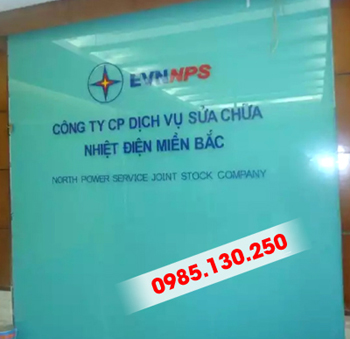 EVNNPS
CÔNG TY CP DỊCH VỤ SỬA CHỮA
NHIỆT ĐIỆN MIỀN BẮC
NORTH POWER SERVICE JOINT STOCK COMPANY
0985.130.250